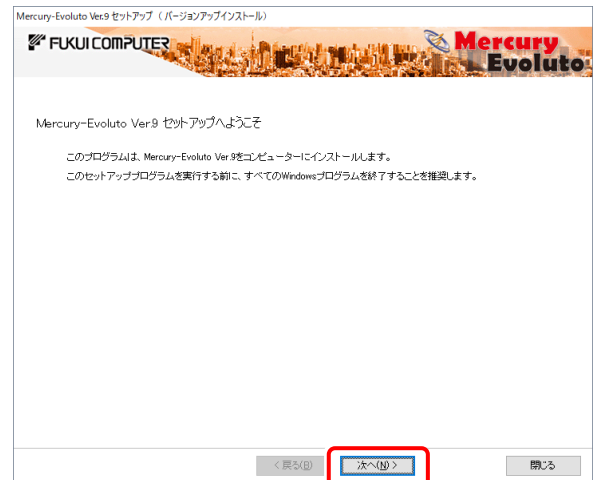 Mercury-Evoluto Ver.9 セットアップ（バージョンアップインストール）
FUKUI COMPUTER
Mercury
Evoluto
Mercury-Evoluto Ver.9 セットアップへようこそ
このプログラムは、Mercury-Evoluto Ver.9をコンピューターにインストールします。
このセットアッププログラムを実行する前に、すべてのWindowsプログラムを終了することを推奨します。
< 戻る(B) 次へ(N) > 閉じる